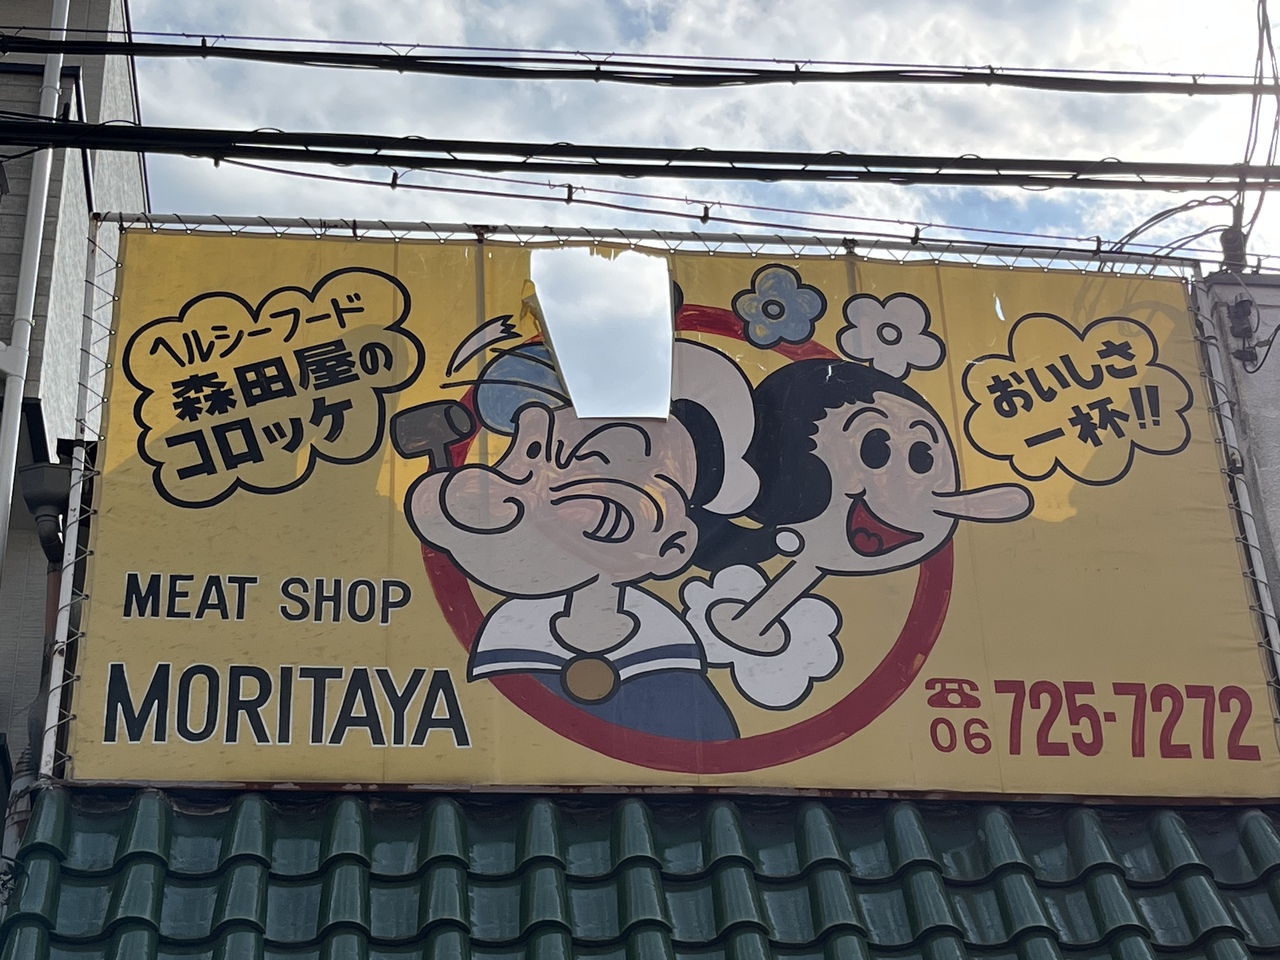 ヘルシーフード
森田屋の
コロッケ
おいしさ
一杯!!
MEAT SHOP
MORITAYA
☎725-7272
06